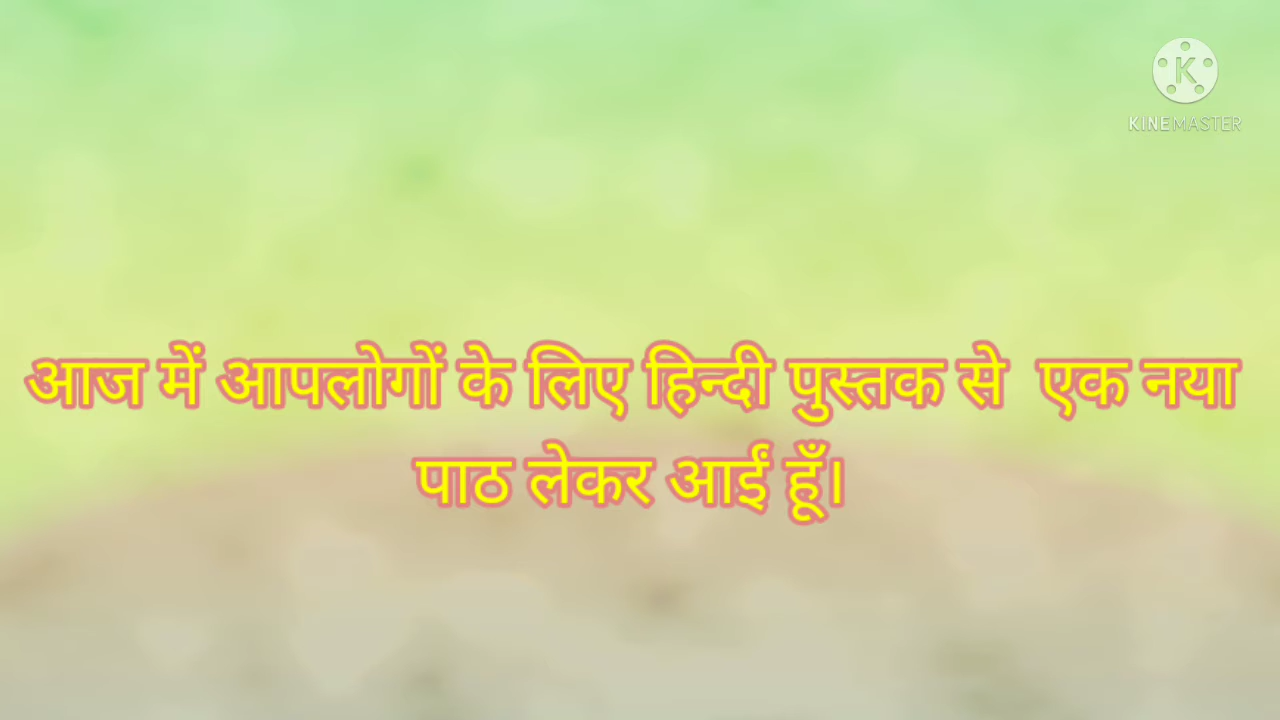 KINEMASTER
आज में आपलोगों के लिए हिन्दी पुस्तक से एक नया
पाठ लेकर आईं हूँ।